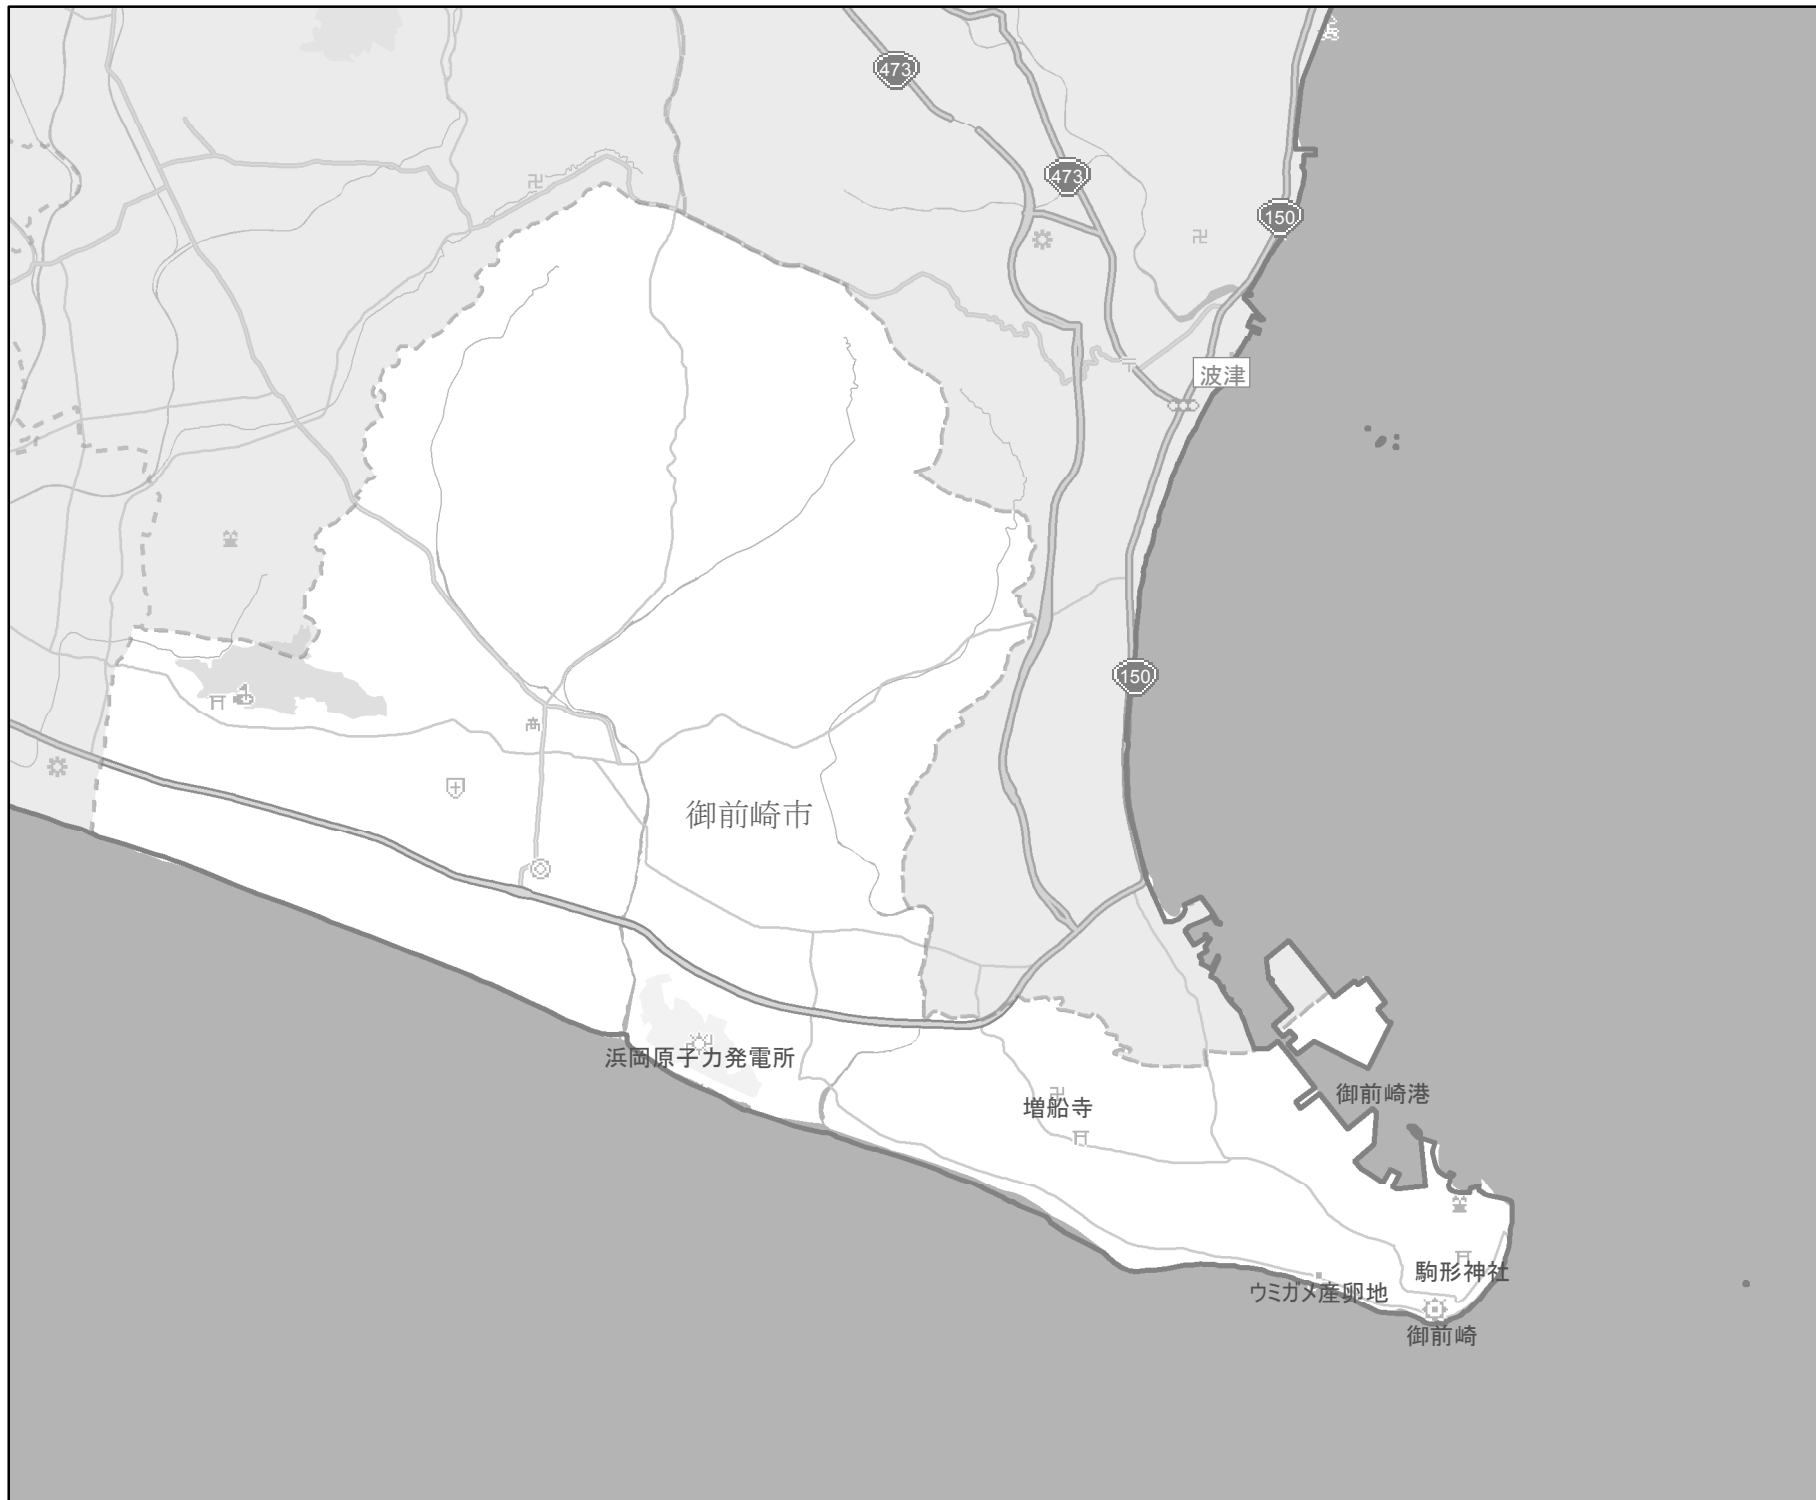 473
473
150
波津
150
御前崎市
浜岡原子力発電所
御前崎港
増船寺
駒形神社
ウミガメ産卵地
御前崎